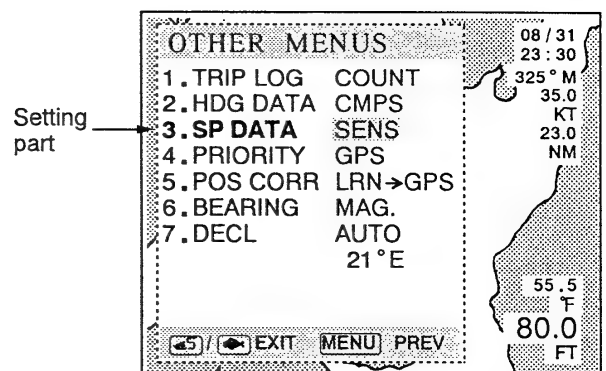 OTHER MENUS
1. TRIP LOG COUNT
2. HDG DATA CMPS
3. SP DATA SENS
4. PRIORITY GPS
5. POS CORR LRN→GPS
6. BEARING MAG.
7. DECL AUTO
21°E
EXIT MENU PREV
Setting
part
08/31
23:30
325°M
35.0
KT
23.0
NM
55.5
°F
80.0
FT